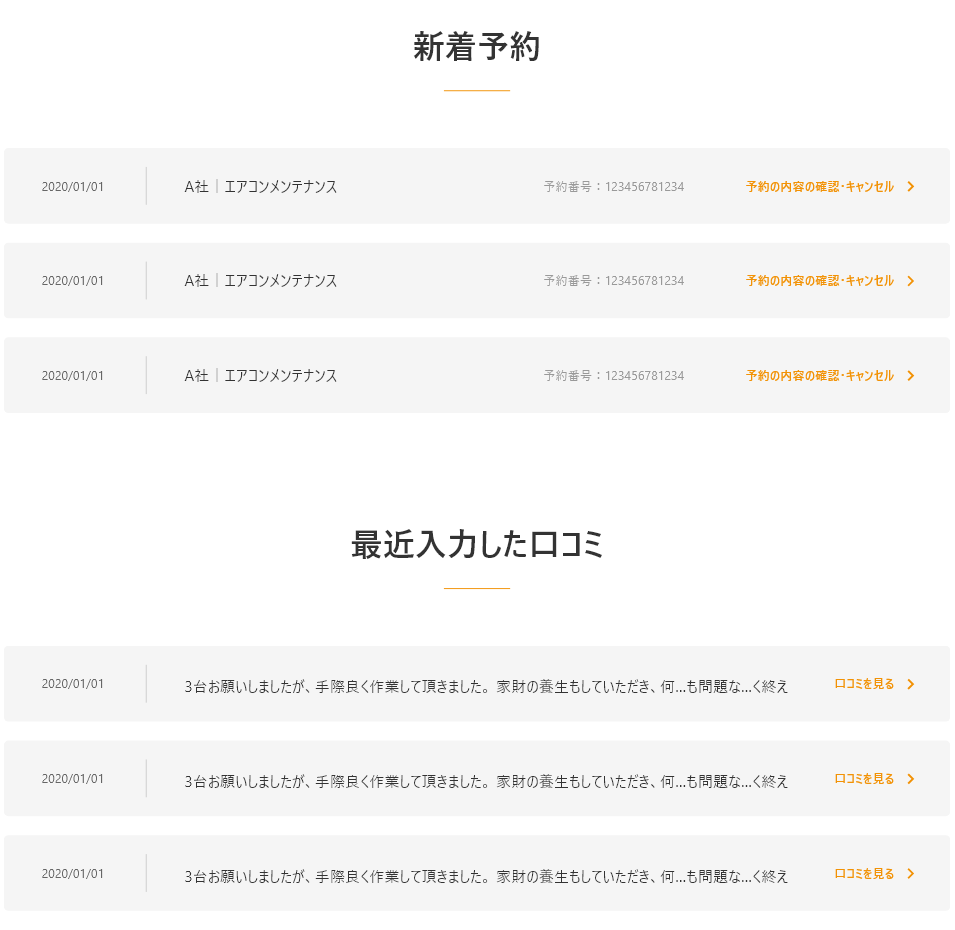 新着予約
2020/01/01 A社｜エアコンメンテナンス 予約番号：123456781234 予約の内容の確認･キャンセル
2020/01/01 A社｜エアコンメンテナンス 予約番号：123456781234 予約の内容の確認･キャンセル
2020/01/01 A社｜エアコンメンテナンス 予約番号：123456781234 予約の内容の確認･キャンセル
最近入力した口コミ
2020/01/01 3台お願いしましたが、手際良く作業して頂きました。家財の養生もしていただき、何...も問題な...く終え 口コミを見る
2020/01/01 3台お願いしましたが、手際良く作業して頂きました。家財の養生もしていただき、何...も問題な...く終え 口コミを見る
2020/01/01 3台お願いしましたが、手際良く作業して頂きました。家財の養生もしていただき、何...も問題な...く終え 口コミを見る